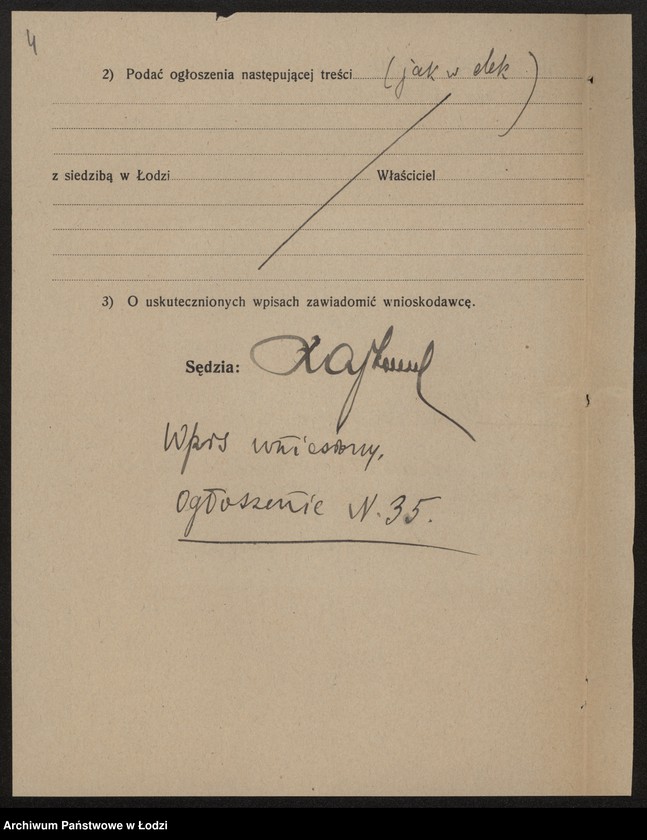 4
2) Podać ogłoszenia następującej treści (jak w dek)
z siedzibą w Łodzi Właściciel
3) O uskutecznionych wpisach zawiadomić wnioskodawcę.
Sędzia:
Wpis wniesiony,
Ogłoszenie N. 35.
Archiwum Państwowe w Łodzi